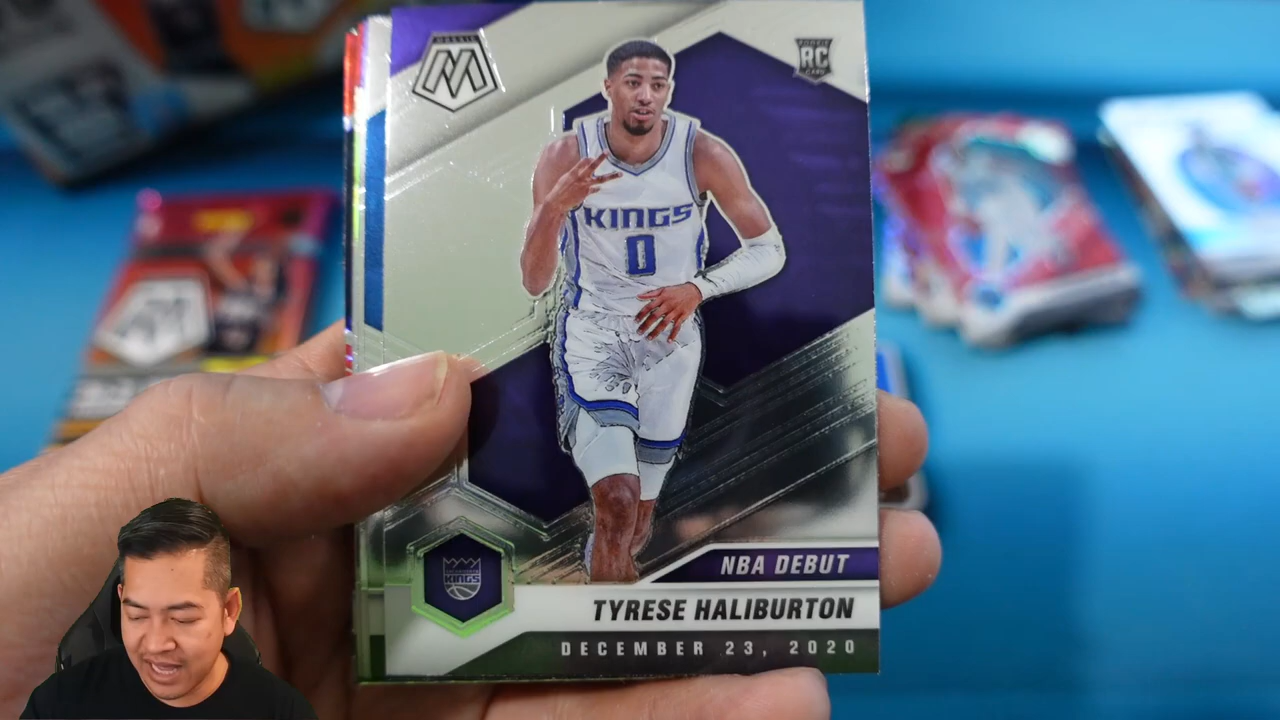 MOSAIC
ROOKIE
RC
CARD
KINGS
0
KINGS
NBA DEBUT
TYRESE HALIBURTON
DECEMBER 23, 2020